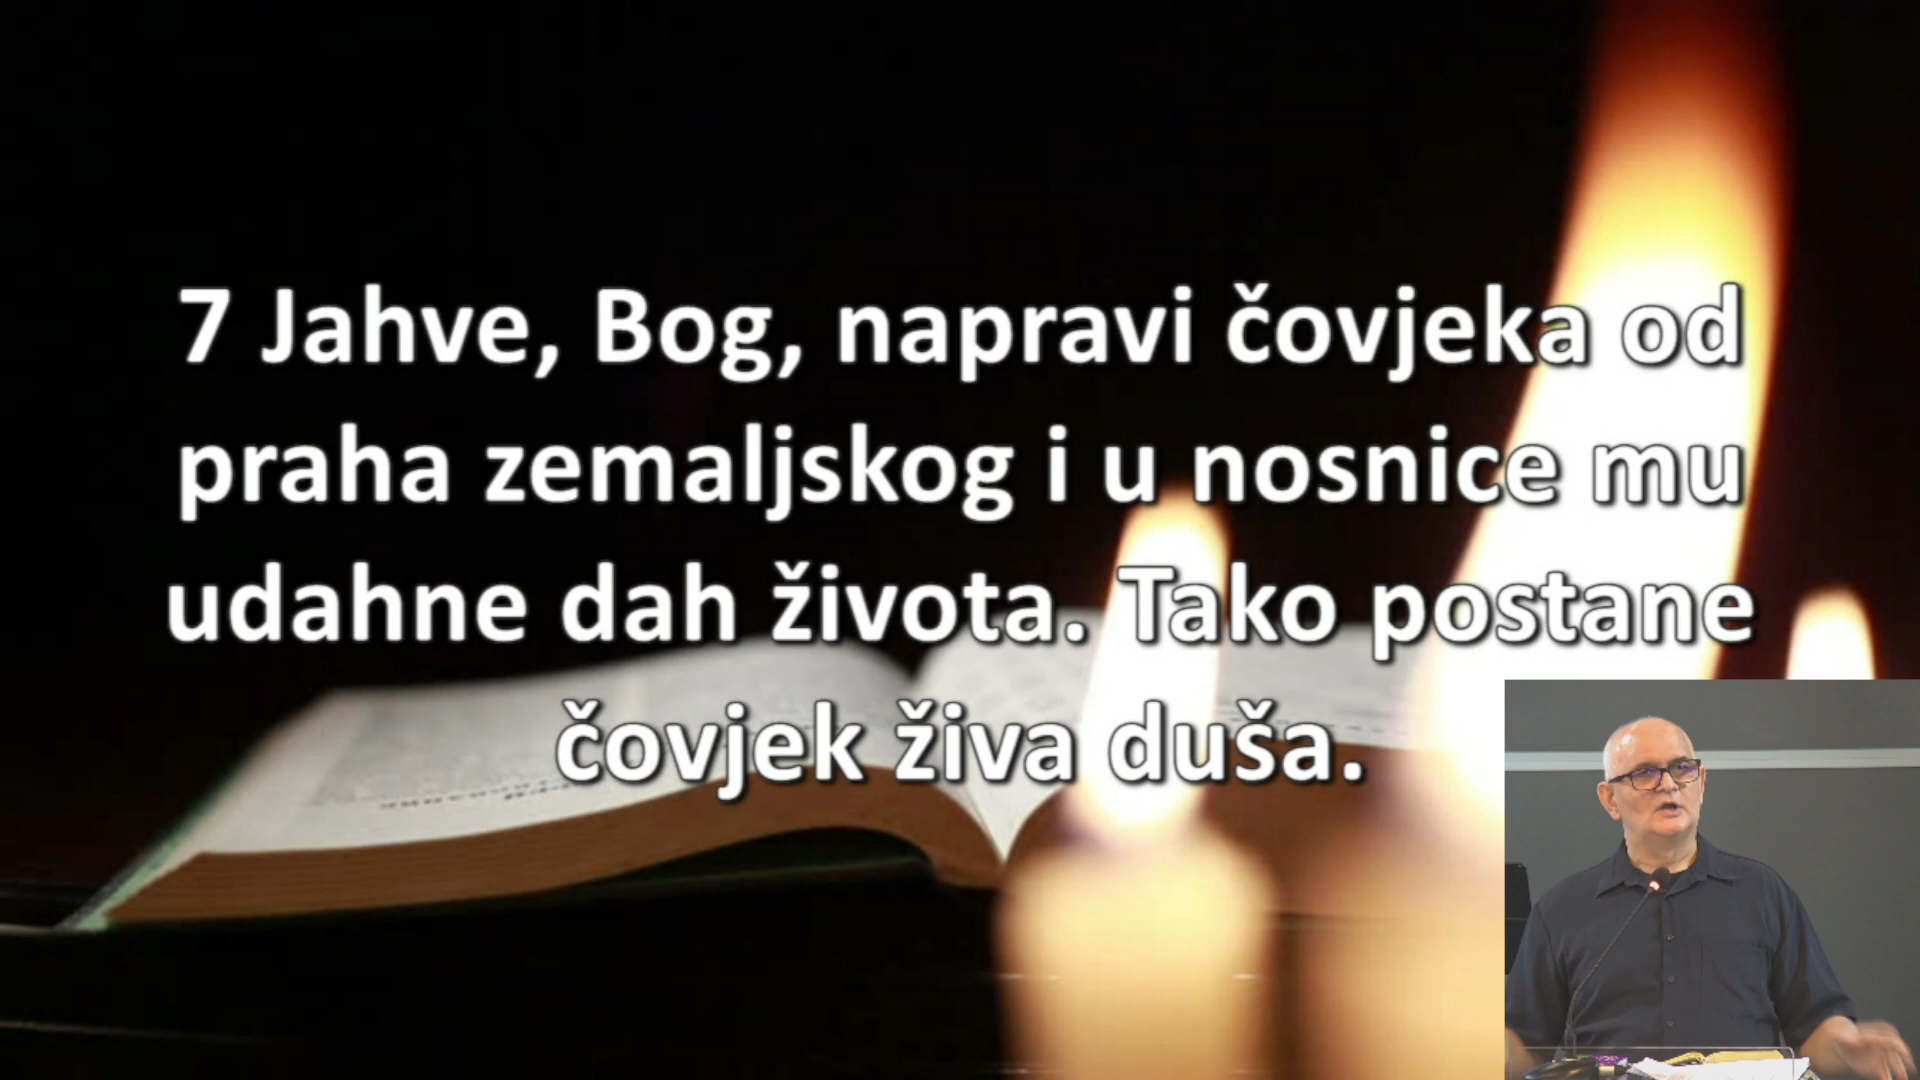 7 Jahve, Bog, napravi čovjeka od
praha zemaljskog i u nosnice mu
udahne dah života. Tako postane
čovjek živa duša.